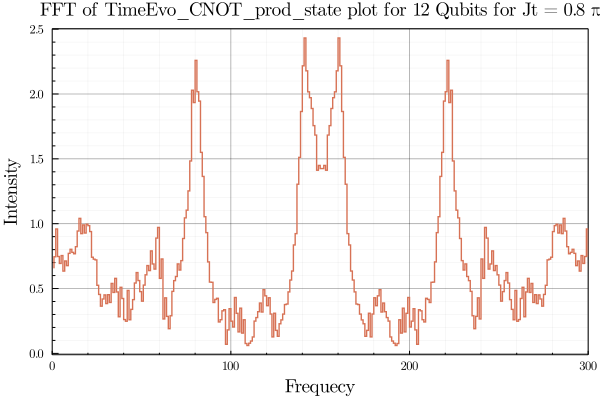 FFT of TimeEvo_CNOT_prod_state plot for 12 Qubits for Jt = 0.8 π
2.5
2.0
1.5
1.0
0.5
0.0
Intensity
0 100 200 300
Frequecy